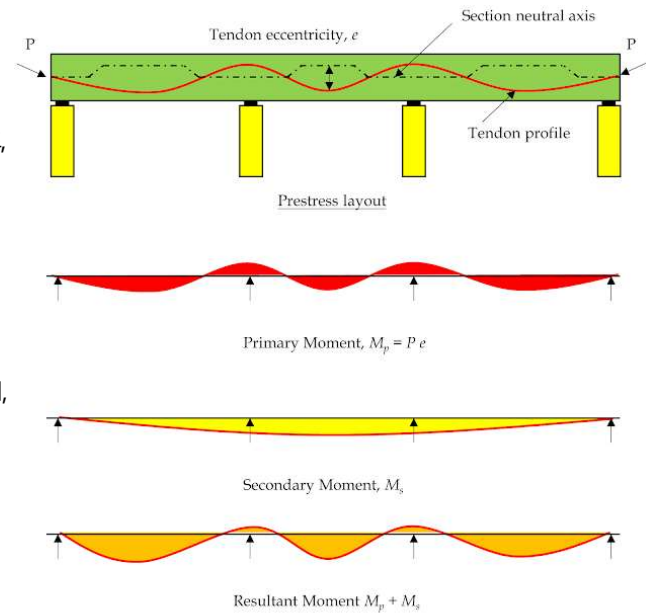 Section neutral axis
Tendon eccentricity, e
P
P
Tendon profile
Prestress layout
Primary Moment, Mₚ = P e
Secondary Moment, Mₛ
Resultant Moment Mₚ + Mₛ